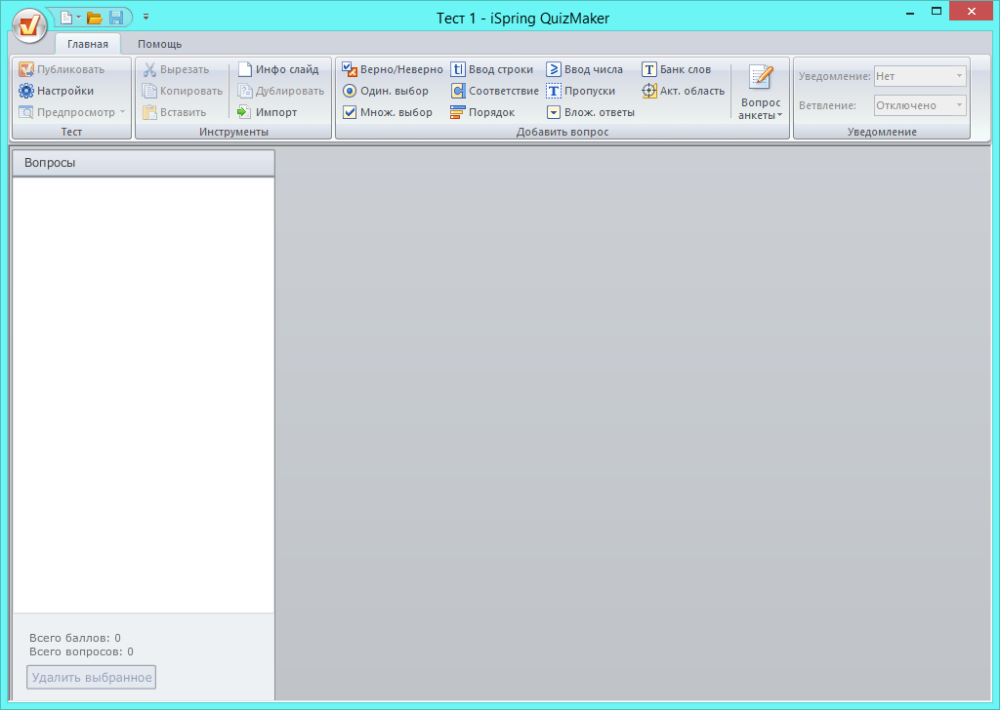 Тест 1 - iSpring QuizMaker
Главная Помощь
Публиковать Вырезать Инфо слайд Верно/Неверно Ввод строки Ввод числа Банк слов Уведомление: Нет
Настройки Копировать Дублировать Один. выбор Соответствие Пропуски Акт. область
Предпросмотр Вставить Импорт Множ. выбор Порядок Влож. ответы Вопрос анкеты Ветвление: Отключено
Тест Инструменты Добавить вопрос Уведомление
Вопросы
Всего баллов: 0
Всего вопросов: 0
Удалить выбранное